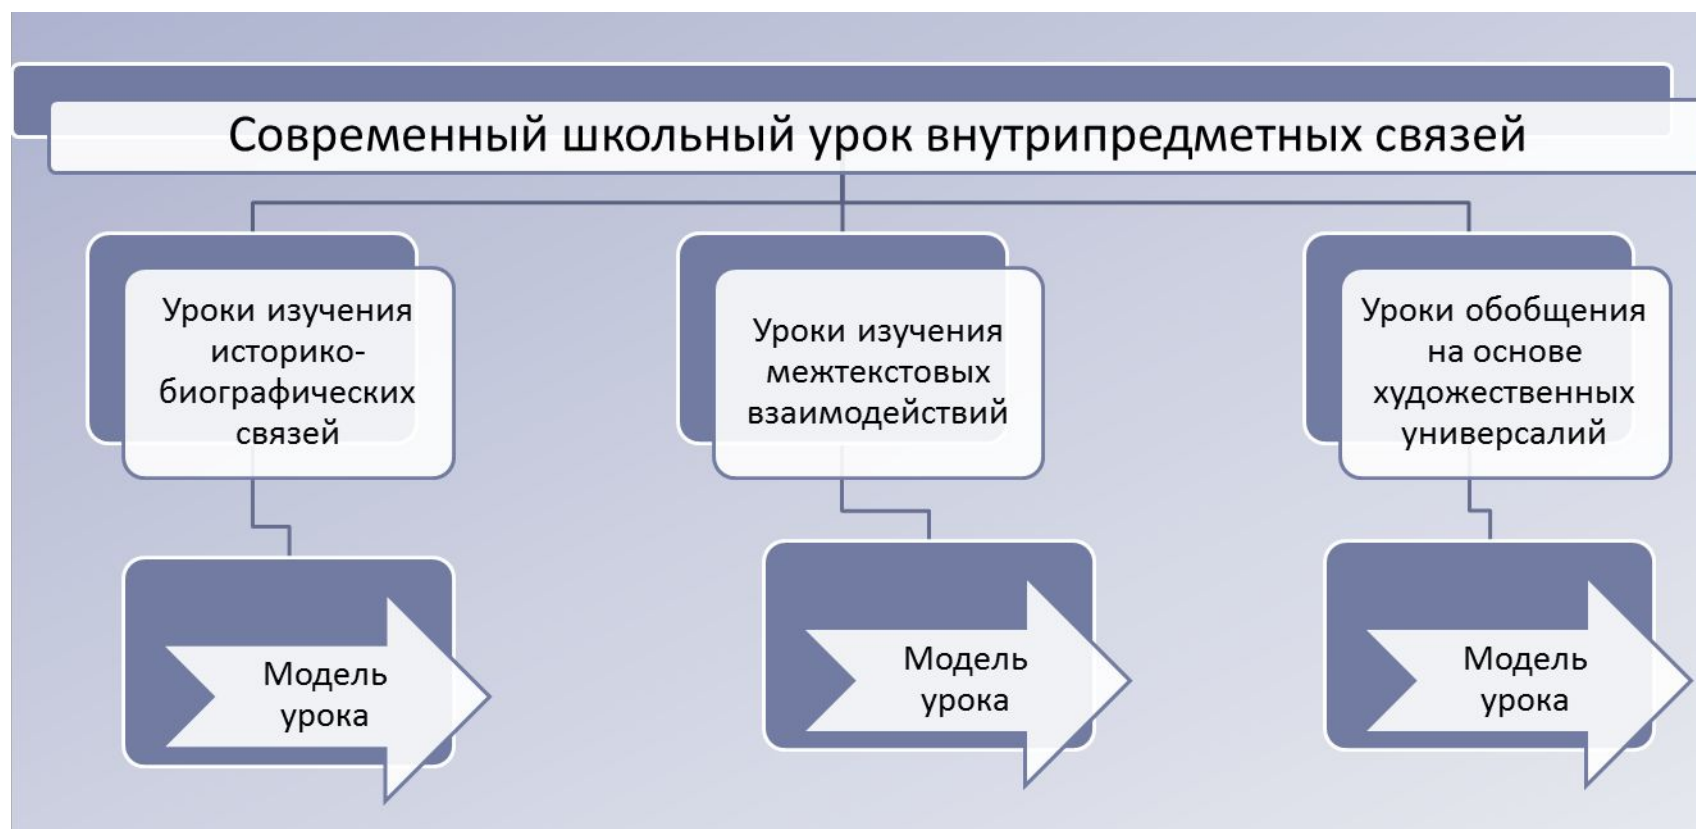 Современный школьный урок внутрипредметных связей
Уроки изучения
историко-
биографических
связей
Уроки изучения
межтекстовых
взаимодействий
Уроки обобщения
на основе
художественных
универсалий
Модель
урока
Модель
урока
Модель
урока